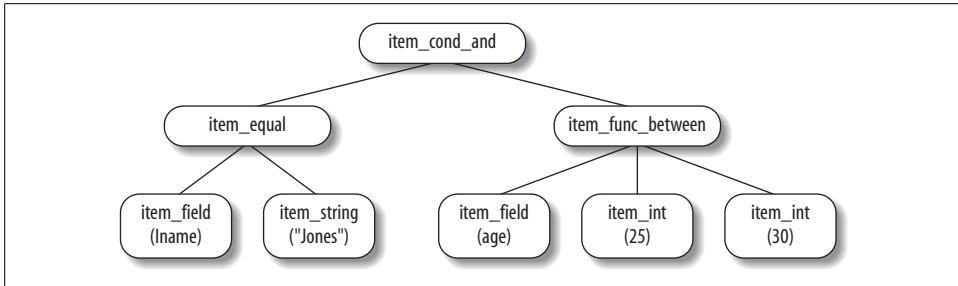 item_cond_and
item_equal
item_func_between
item_field
(lname)
item_string
("Jones")
item_field
(age)
item_int
(25)
item_int
(30)